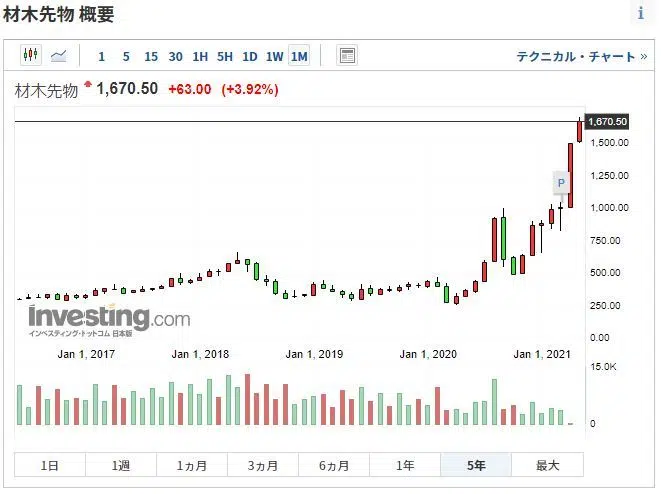 材木先物 概要
i
1 5 15 30 1H 5H 1D 1W 1M
テクニカル・チャート »
材木先物 1,670.50 +63.00 (+3.92%)
1,670.50
1,500.00
1,250.00
P
1,000.00
750.00
500.00
250.00
0.00
Investing.com
インベスティング・ドットコム 日本版
Jan 1, 2017 Jan 1, 2018 Jan 1, 2019 Jan 1, 2020 Jan 1, 2021
15.0K
0
1日 1週 1ヵ月 3ヵ月 6ヵ月 1年 5年 最大